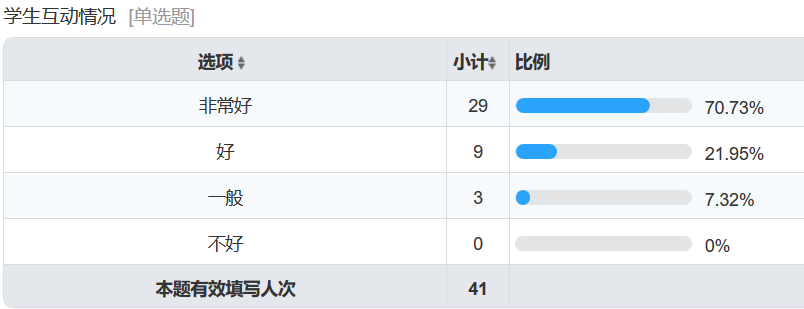 学生互动情况 [单选题]
选项 小计 比例
非常好 29 70.73%
好 9 21.95%
一般 3 7.32%
不好 0 0%
本题有效填写人次 41